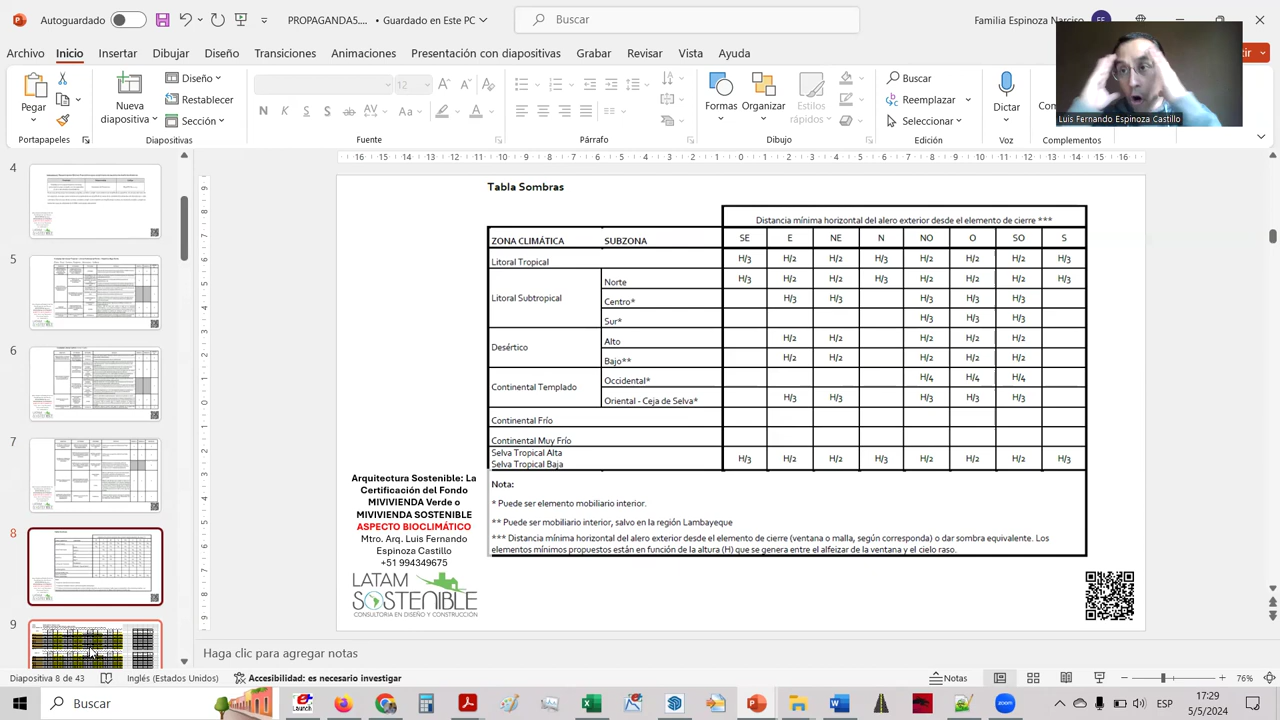 Autoguardado
PROPAGANDAS.... • Guardado en Este PC
Buscar
Familia Espinoza Narciso
EE
Archivo Inicio Insertar Dibujar Diseño Transiciones Animaciones Presentación con diapositivas Grabar Revisar Vista Ayuda
Pegar
Portapapeles
Nueva
diapositiva
Diseño
Restablecer
Sección
Diapositivas
Párrafo
Formas
Organizar
Estilos
rápidos
Dibujo
Buscar
Reemplazar
Seleccionar
Edición
Dictar
Voz
Complementos
Luis Fernando Espinoza Castillo
4
5
6
7
8
9
Tabla Sombras
Distancia mínima horizontal del alero exterior desde el elemento de cierre ***
ZONA CLIMÁTICA SUBZONA SE E NE N NO O SO S
Litoral Tropical H/3 H/2 H/2 H/3 H/2 H/2 H/2 H/3
Litoral Subtropical
Norte H/3 H/2 H/2 H/3 H/2 H/2 H/2 H/3
Centro* H/3 H/3 H/3 H/3 H/3
Sur* H/3 H/3 H/3
Desértico
Alto H/2 H/2 H/2 H/2 H/2
Bajo** H/2 H/2 H/2 H/2 H/2
Continental Templado
Occidental* H/4 H/4 H/4
Oriental - Ceja de Selva* H/3 H/3 H/3 H/3 H/3
Continental Frío
Continental Muy Frío
Selva Tropical Alta
Selva Tropical Baja
H/3 H/2 H/2 H/3 H/2 H/2 H/2 H/3
Nota:
* Puede ser elemento mobiliario interior.
** Puede ser mobiliario interior, salvo en la región Lambayeque
*** Distancia mínima horizontal del alero exterior desde el elemento de cierre (ventana o malla, según corresponda) o dar sombra equivalente. Los
elementos mínimos propuestos están en función de la altura (H) que se genera entre el alfeizar de la ventana y el cielo raso.
Arquitectura Sostenible: La
Certificación del Fondo
MIVIVIENDA Verde o
MIVIVIENDA SOSTENIBLE
ASPECTO BIOCLIMÁTICO
Mtro. Arq. Luis Fernando
Espinoza Castillo
+51 994349675
LATAM
SOSTENIBLE
CONSULTORIA EN DISEÑO Y CONSTRUCCIÓN
Haga clic para agregar notas
Diapositiva 8 de 43
Inglés (Estados Unidos)
Accesibilidad: es necesario investigar
Notas
76%
Buscar
17:29
5/5/2024